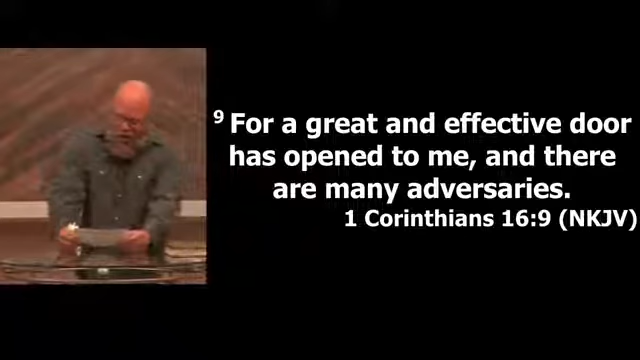 9 For a great and effective door
has opened to me, and there
are many adversaries.
1 Corinthians 16:9 (NKJV)